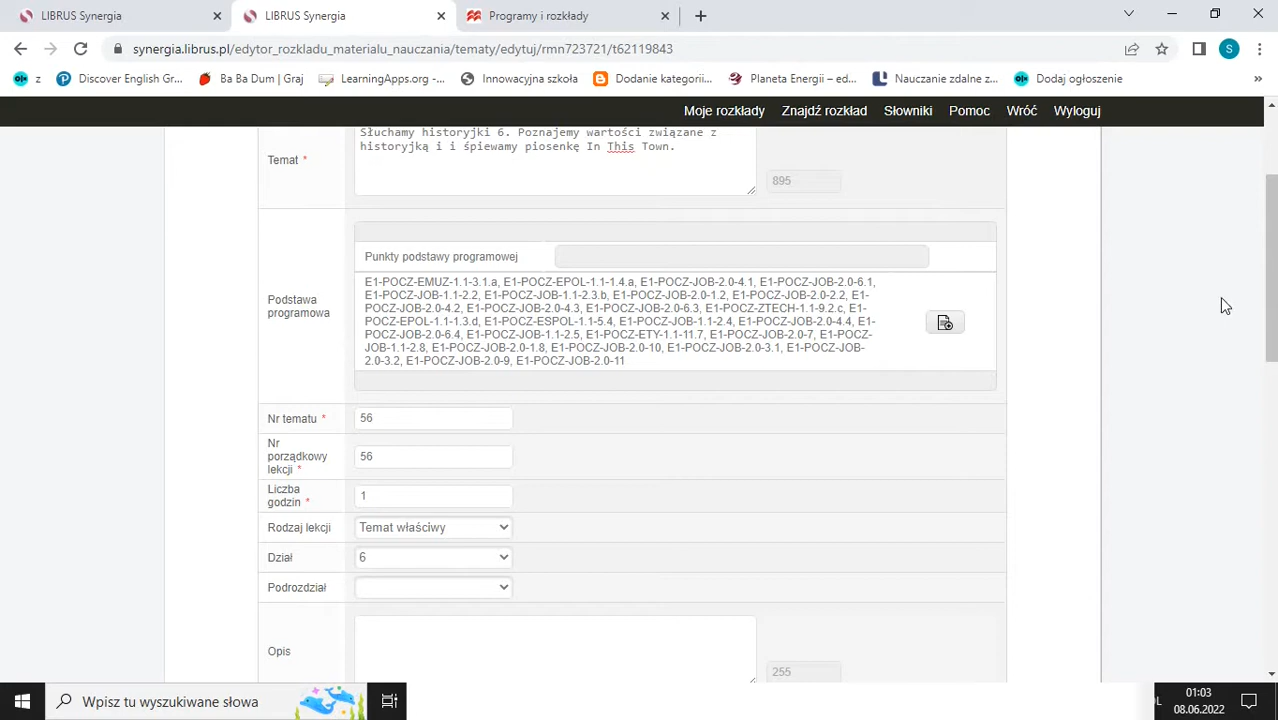 LIBRUS Synergia
LIBRUS Synergia
Programy i rozkłady
synergia.librus.pl/edytor_rozkladu_materialu_nauczania/tematy/edytuj/rmn723721/t62119843
S
z
Discover English Gr...
Ba Ba Dum | Graj
LearningApps.org -...
Innowacyjna szkoła
Dodanie kategorii...
Planeta Energii – ed...
Nauczanie zdalne z...
Dodaj ogłoszenie
»
Moje rozkłady
Znajdź rozkład
Słowniki
Pomoc
Wróć
Wyloguj
Temat *
Słuchamy historyjki 6. Poznajemy wartości związane z
historyjką i i śpiewamy piosenkę In This Town.
895
Podstawa
programowa
Punkty podstawy programowej
E1-POCZ-EMUZ-1.1-3.1.a, E1-POCZ-EPOL-1.1-1.4.a, E1-POCZ-JOB-2.0-4.1, E1-POCZ-JOB-2.0-6.1,
E1-POCZ-JOB-1.1-2.2, E1-POCZ-JOB-1.1-2.3.b, E1-POCZ-JOB-2.0-1.2, E1-POCZ-JOB-2.0-2.2, E1-
POCZ-JOB-2.0-4.2, E1-POCZ-JOB-2.0-4.3, E1-POCZ-JOB-2.0-6.3, E1-POCZ-ZTECH-1.1-9.2.c, E1-
POCZ-EPOL-1.1-1.3.d, E1-POCZ-ESPOL-1.1-5.4, E1-POCZ-JOB-1.1-2.4, E1-POCZ-JOB-2.0-4.4, E1-
POCZ-JOB-2.0-6.4, E1-POCZ-JOB-1.1-2.5, E1-POCZ-ETY-1.1-11.7, E1-POCZ-JOB-2.0-7, E1-POCZ-
JOB-1.1-2.8, E1-POCZ-JOB-2.0-1.8, E1-POCZ-JOB-2.0-10, E1-POCZ-JOB-2.0-3.1, E1-POCZ-JOB-
2.0-3.2, E1-POCZ-JOB-2.0-9, E1-POCZ-JOB-2.0-11
Nr tematu *
56
Nr
porządkowy
lekcji *
56
Liczba
godzin *
1
Rodzaj lekcji
Temat właściwy
Dział
6
Podrozdział
Opis
255
Wpisz tu wyszukiwane słowa
01:03
08.06.2022